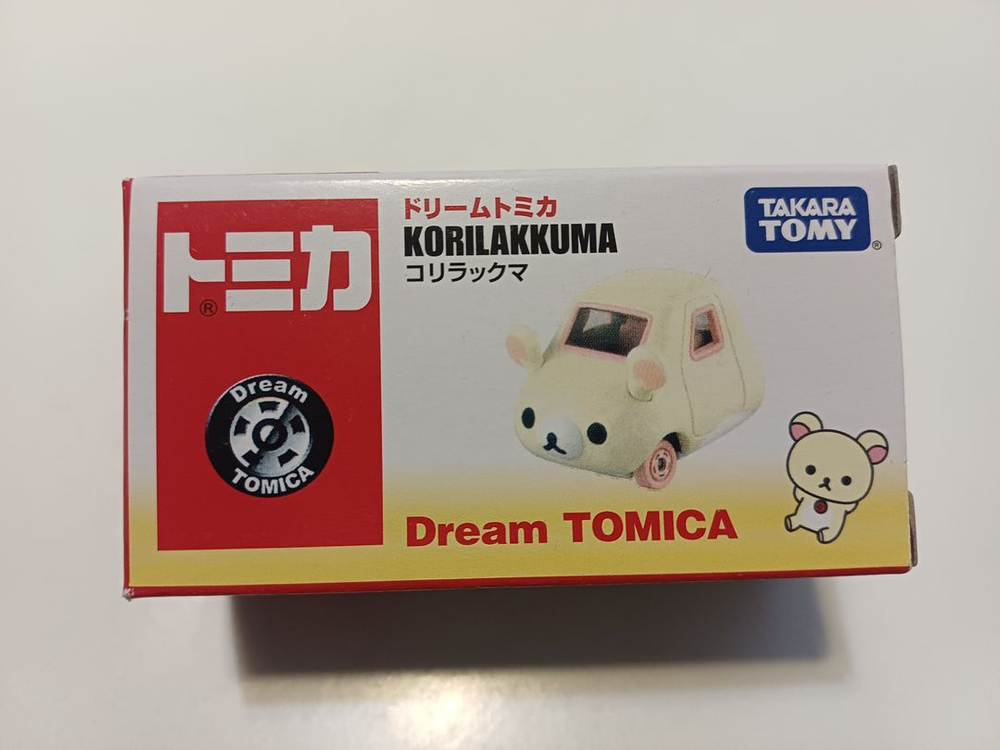 トミカ
®
Dream
TOMICA
ドリームトミカ
KORILAKKUMA
コリラックマ
TAKARA
TOMY
®
Dream TOMICA